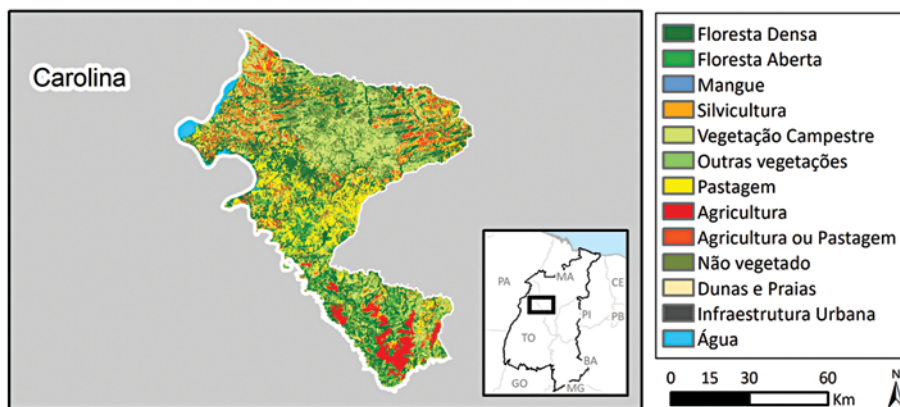 Carolina
PA
MA
CE
PI
PB
TO
BA
GO
MG
Floresta Densa
Floresta Aberta
Mangue
Silvicultura
Vegetação Campestre
Outras vegetações
Pastagem
Agricultura
Agricultura ou Pastagem
Não vegetado
Dunas e Praias
Infraestrutura Urbana
Água
0 15 30 60
Km
N